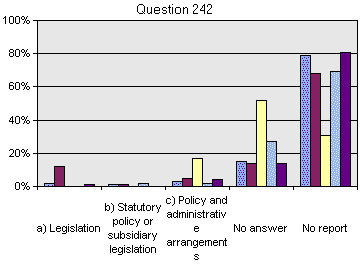 Question 242
100%
80%
60%
40%
20%
0%
a) Legislation
b) Statutory
policy or
subsidiary
legislation
c) Policy and
administrativ
e
arrangement
s
No answer
No report